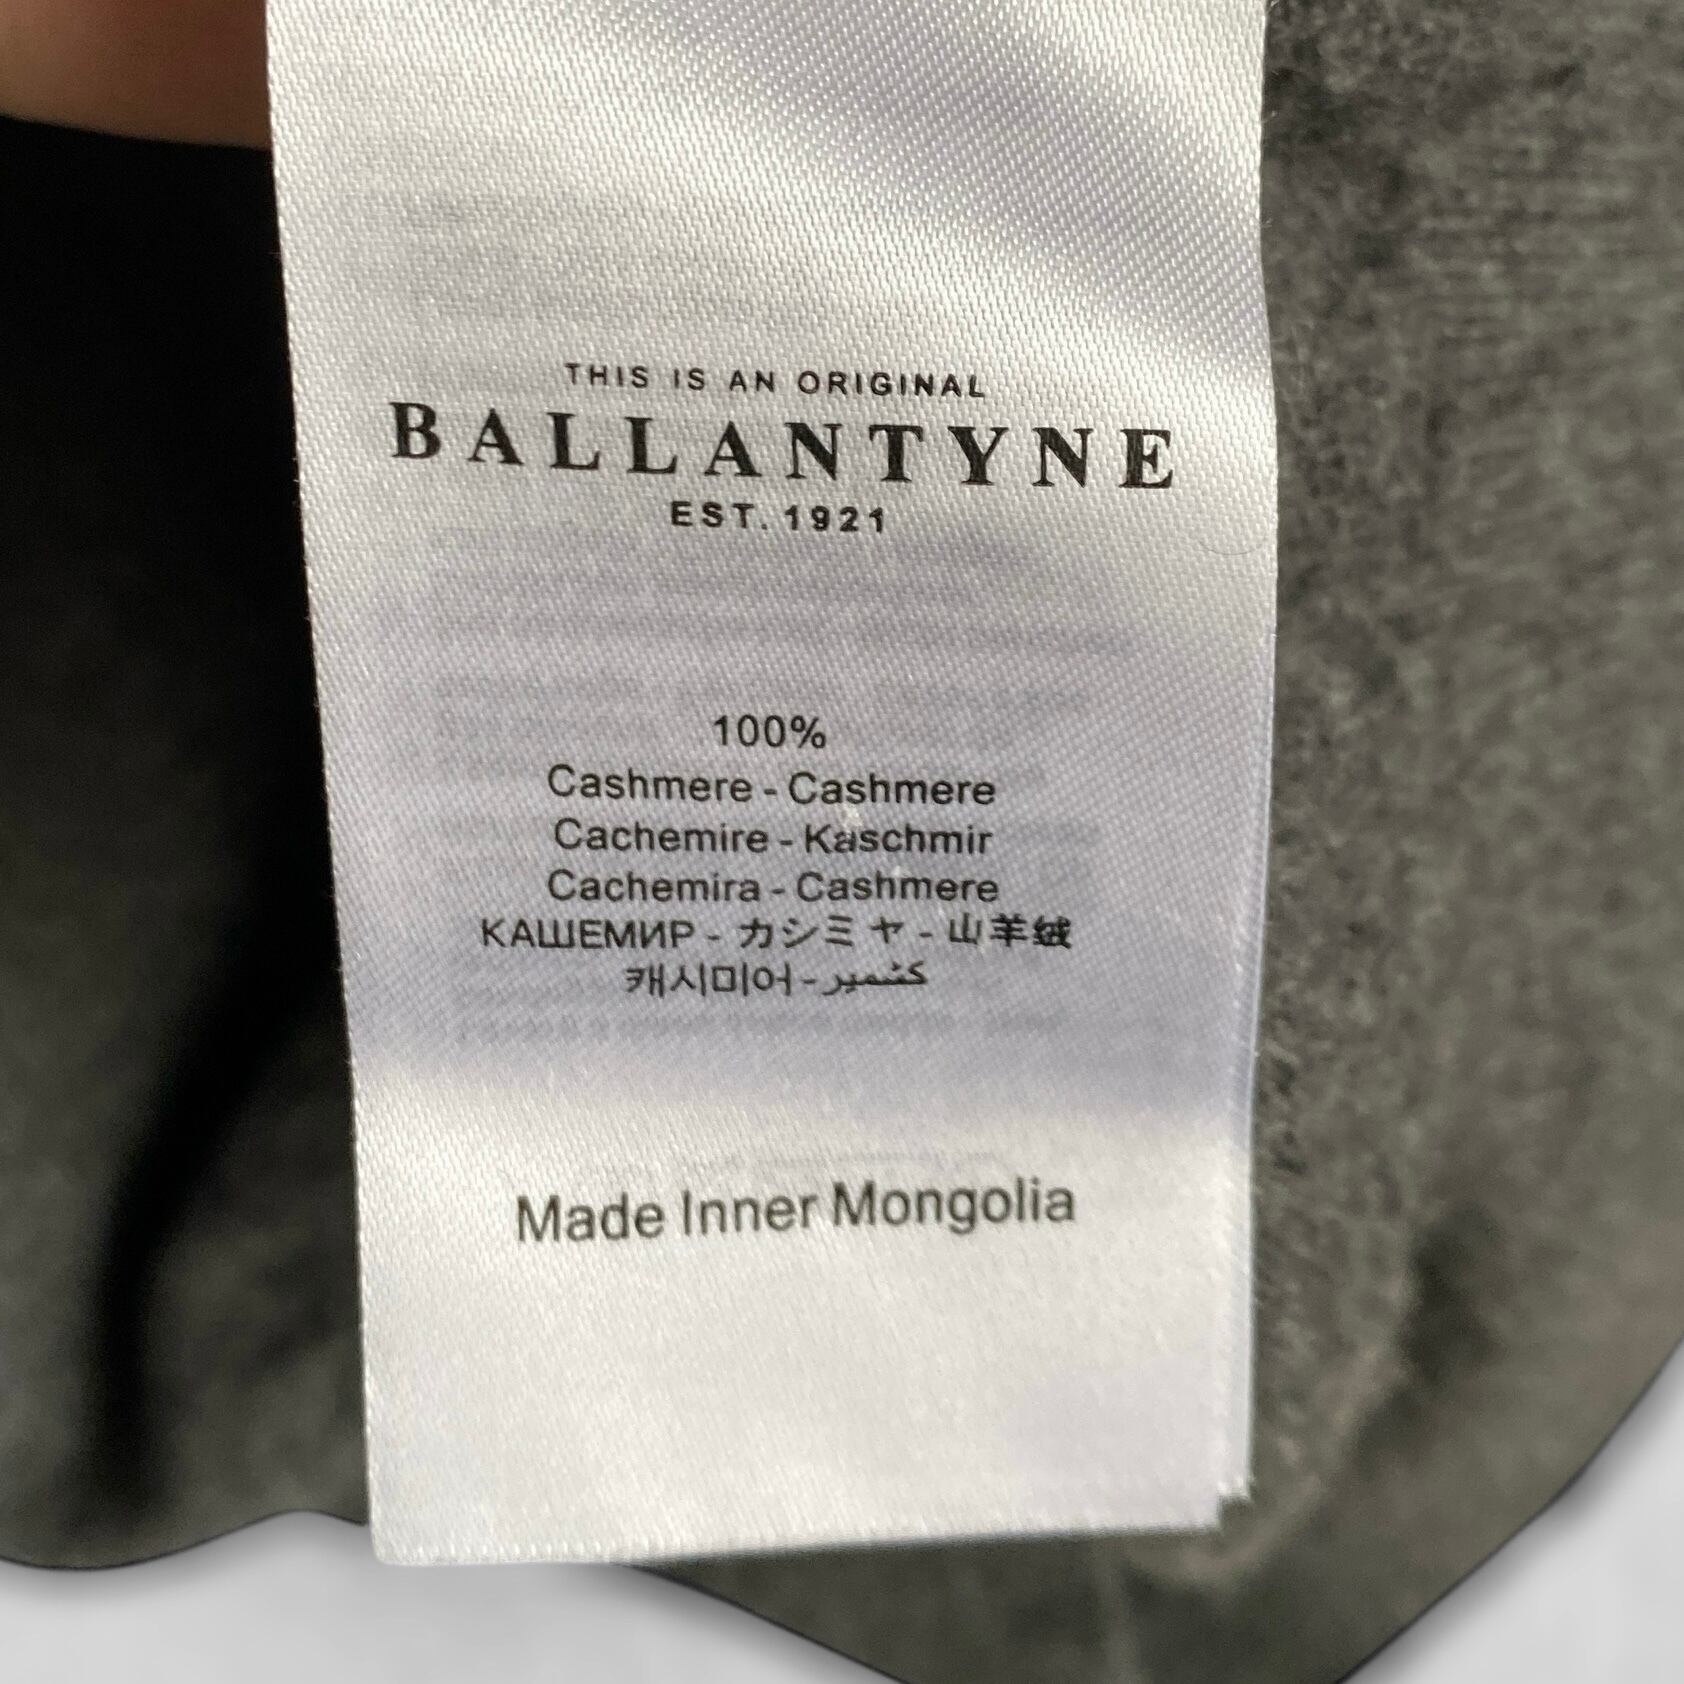 THIS IS AN ORIGINAL
BALLANTYNE
EST. 1921
100%
Cashmere - Cashmere
Cachemire - Kaschmir
Cachemira - Cashmere
КАШЕМИР - カシミヤ - 山羊绒
캐시미어 - كشمير
Made Inner Mongolia